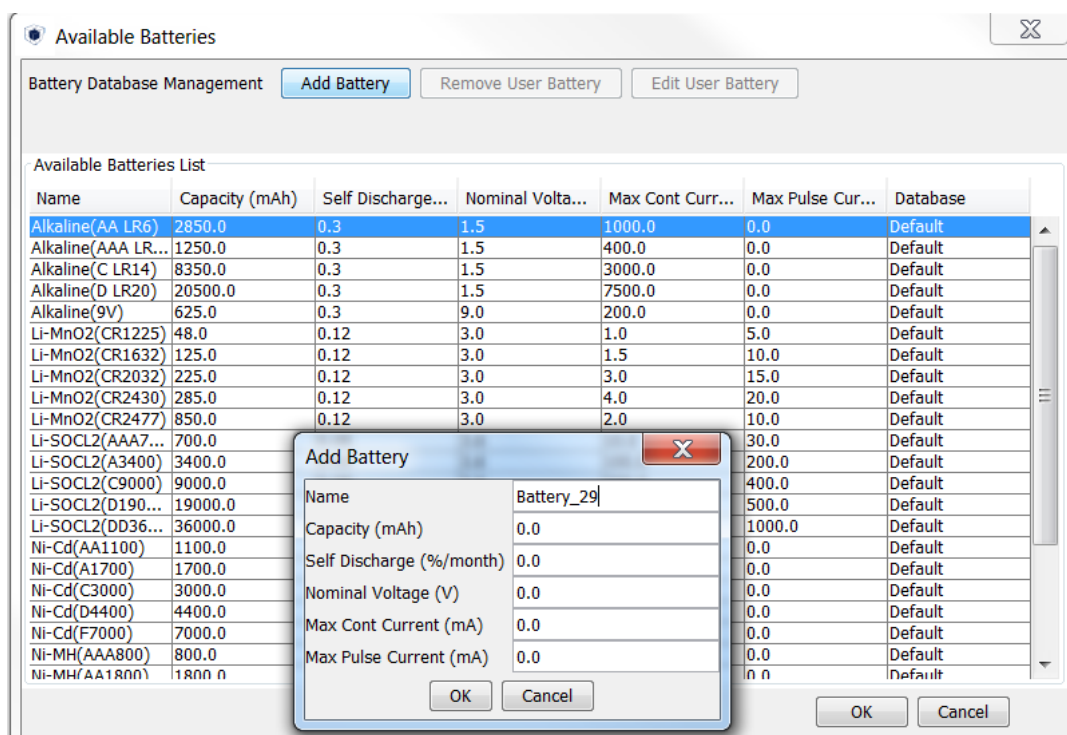 Available Batteries
Battery Database Management Add Battery Remove User Battery Edit User Battery
Available Batteries List
Name Capacity (mAh) Self Discharge... Nominal Volta... Max Cont Curr... Max Pulse Cur... Database
Alkaline(AA LR6) 2850.0 0.3 1.5 1000.0 0.0 Default
Alkaline(AAA LR... 1250.0 0.3 1.5 400.0 0.0 Default
Alkaline(C LR14) 8350.0 0.3 1.5 3000.0 0.0 Default
Alkaline(D LR20) 20500.0 0.3 1.5 7500.0 0.0 Default
Alkaline(9V) 625.0 0.3 9.0 200.0 0.0 Default
Li-MnO2(CR1225) 48.0 0.12 3.0 1.0 5.0 Default
Li-MnO2(CR1632) 125.0 0.12 3.0 1.5 10.0 Default
Li-MnO2(CR2032) 225.0 0.12 3.0 3.0 15.0 Default
Li-MnO2(CR2430) 285.0 0.12 3.0 4.0 20.0 Default
Li-MnO2(CR2477) 850.0 0.12 3.0 2.0 10.0 Default
Li-SOCL2(AAA7... 700.0 30.0 Default
Li-SOCL2(A3400) 3400.0 200.0 Default
Li-SOCL2(C9000) 9000.0 400.0 Default
Li-SOCL2(D190... 19000.0 500.0 Default
Li-SOCL2(DD36... 36000.0 1000.0 Default
Ni-Cd(AA1100) 1100.0 0.0 Default
Ni-Cd(A1700) 1700.0 0.0 Default
Ni-Cd(C3000) 3000.0 0.0 Default
Ni-Cd(D4400) 4400.0 0.0 Default
Ni-Cd(F7000) 7000.0 0.0 Default
Ni-MH(AAA800) 800.0 0.0 Default
Ni-MH(AA1800) 1800.0 0.0 Default
Add Battery
Name Battery_29
Capacity (mAh) 0.0
Self Discharge (%/month) 0.0
Nominal Voltage (V) 0.0
Max Cont Current (mA) 0.0
Max Pulse Current (mA) 0.0
OK Cancel
OK Cancel